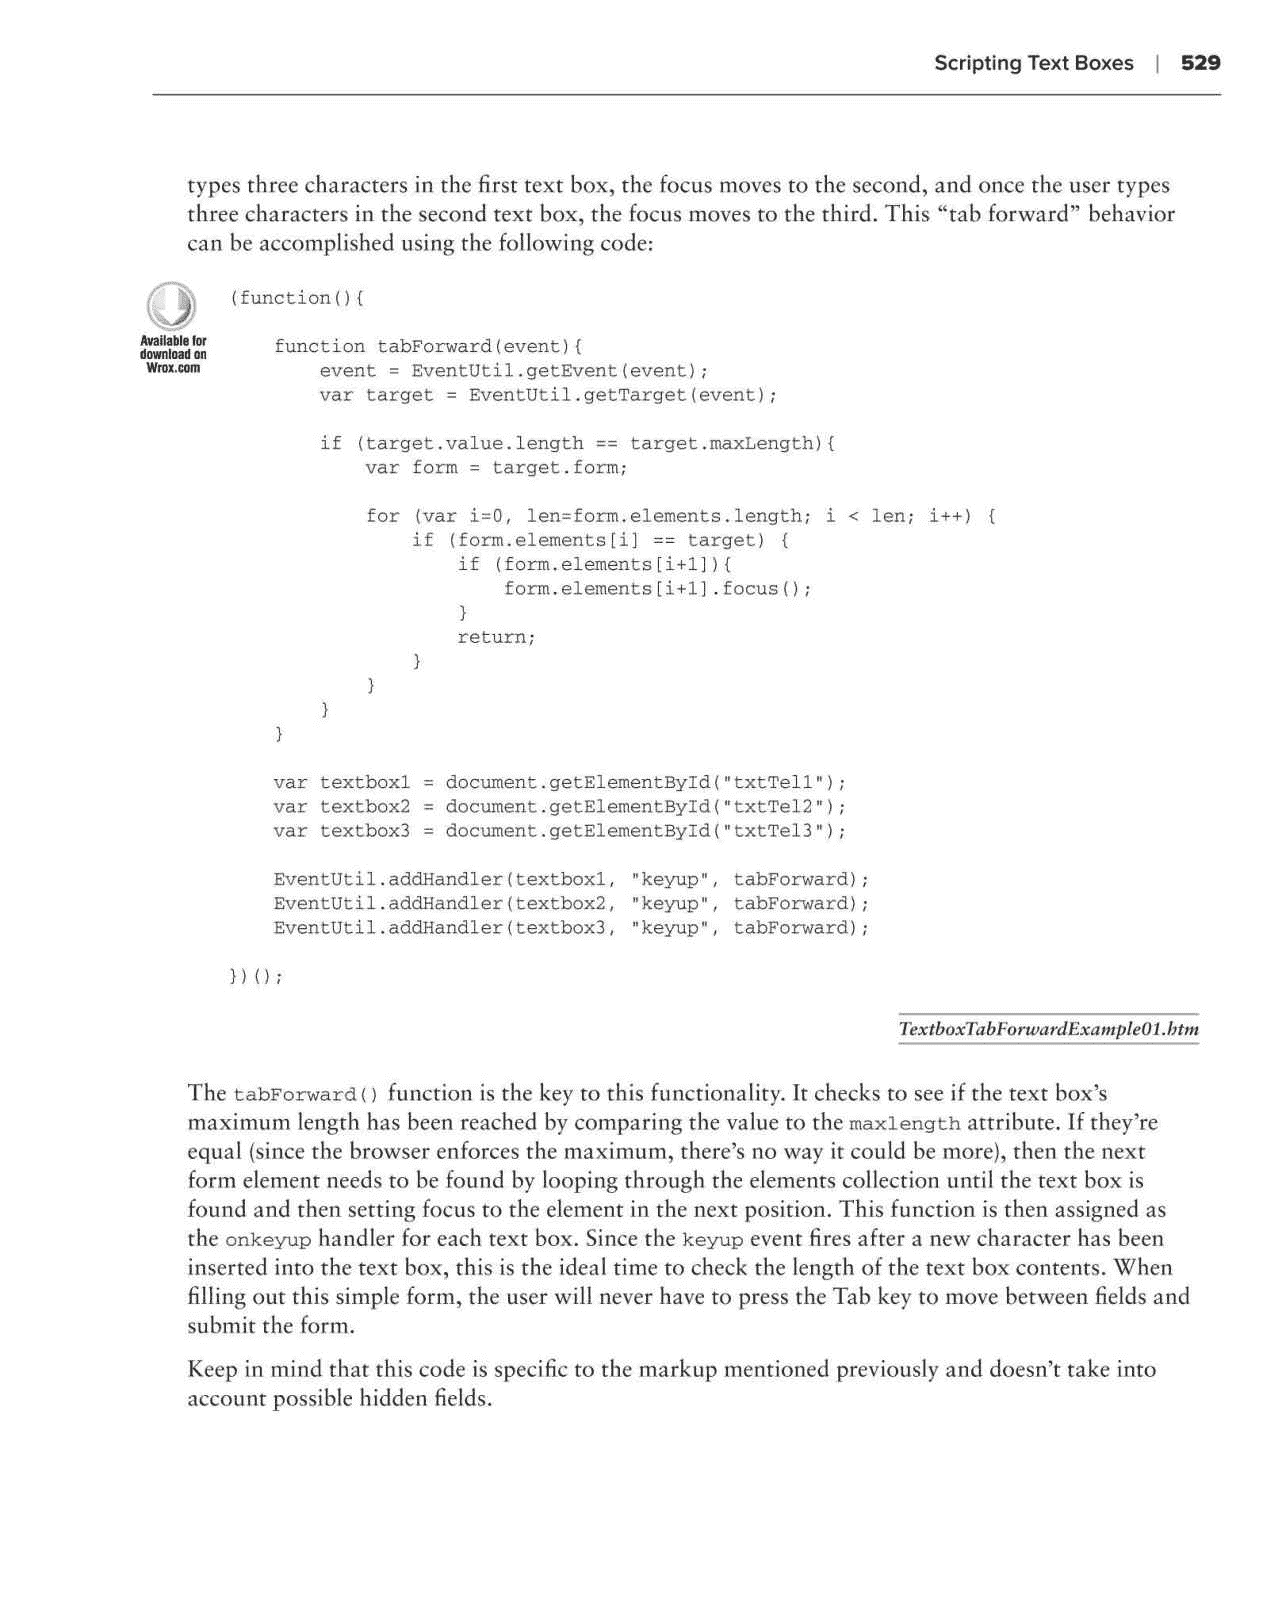 Scripting Text Boxes | 529
types three characters in the first text box, the focus moves to the second, and once the user types
three characters in the second text box, the focus moves to the third. This “tab forward” behavior
can be accomplished using the following code:
Available for
download on
Wrox.com
(function(){
    function tabForward(event){
        event = EventUtil.getEvent(event);
        var target = EventUtil.getTarget(event);
        if (target.value.length == target.maxLength){
            var form = target.form;
            for (var i=0, len=form.elements.length; i < len; i++) {
                if (form.elements[i] == target) {
                    if (form.elements[i+1]){
                        form.elements[i+1].focus();
                    }
                    return;
                }
            }
        }
    }
    var textbox1 = document.getElementById("txtTel1");
    var textbox2 = document.getElementById("txtTel2");
    var textbox3 = document.getElementById("txtTel3");
    EventUtil.addHandler(textbox1, "keyup", tabForward);
    EventUtil.addHandler(textbox2, "keyup", tabForward);
    EventUtil.addHandler(textbox3, "keyup", tabForward);
})();
TextboxTabForwardExample01.htm
The tabForward() function is the key to this functionality. It checks to see if the text box’s
maximum length has been reached by comparing the value to the maxlength attribute. If they’re
equal (since the browser enforces the maximum, there’s no way it could be more), then the next
form element needs to be found by looping through the elements collection until the text box is
found and then setting focus to the element in the next position. This function is then assigned as
the onkeyup handler for each text box. Since the keyup event fires after a new character has been
inserted into the text box, this is the ideal time to check the length of the text box contents. When
filling out this simple form, the user will never have to press the Tab key to move between fields and
submit the form.
Keep in mind that this code is specific to the markup mentioned previously and doesn’t take into
account possible hidden fields.